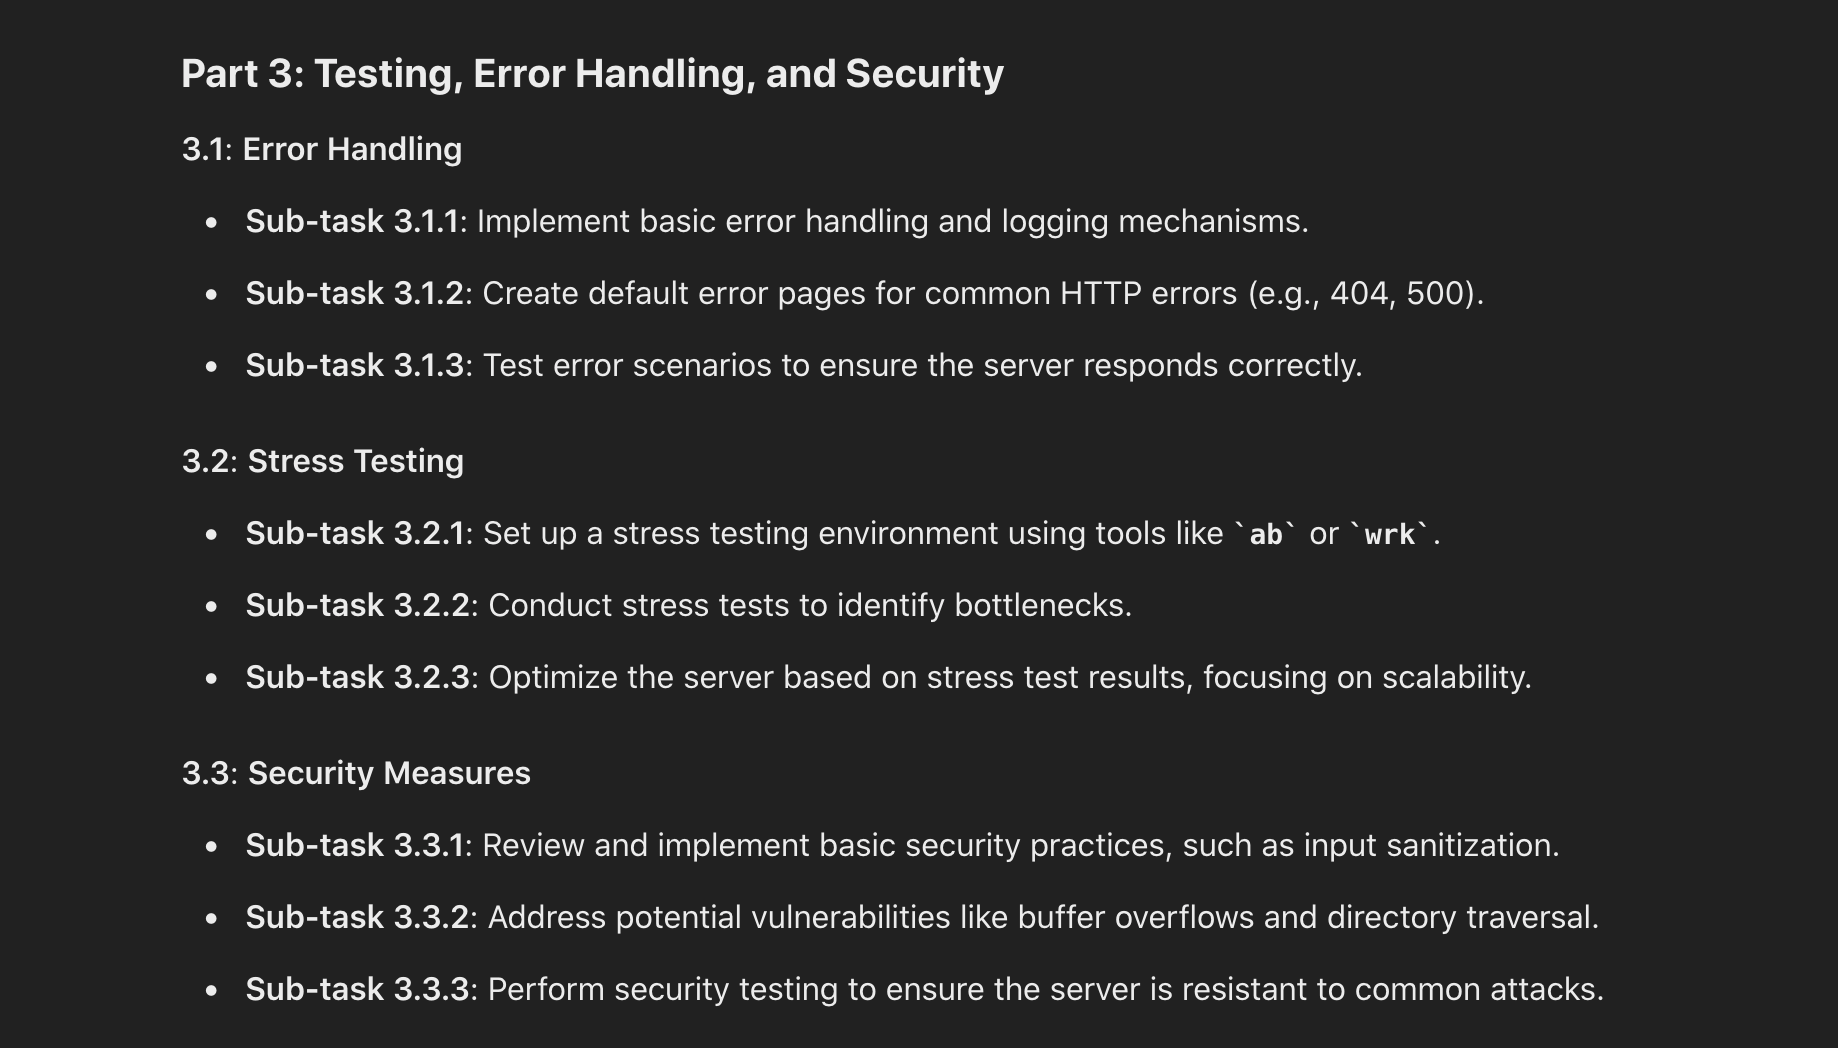 Part 3: Testing, Error Handling, and Security
3.1: Error Handling
• Sub-task 3.1.1: Implement basic error handling and logging mechanisms.
• Sub-task 3.1.2: Create default error pages for common HTTP errors (e.g., 404, 500).
• Sub-task 3.1.3: Test error scenarios to ensure the server responds correctly.
3.2: Stress Testing
• Sub-task 3.2.1: Set up a stress testing environment using tools like `ab` or `wrk`.
• Sub-task 3.2.2: Conduct stress tests to identify bottlenecks.
• Sub-task 3.2.3: Optimize the server based on stress test results, focusing on scalability.
3.3: Security Measures
• Sub-task 3.3.1: Review and implement basic security practices, such as input sanitization.
• Sub-task 3.3.2: Address potential vulnerabilities like buffer overflows and directory traversal.
• Sub-task 3.3.3: Perform security testing to ensure the server is resistant to common attacks.